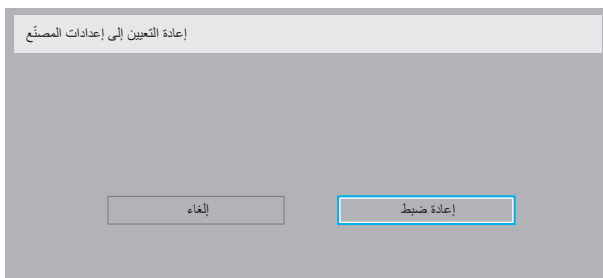 إعادة التعيين إلى إعدادات المصنّع
إعادة ضبط
إلغاء